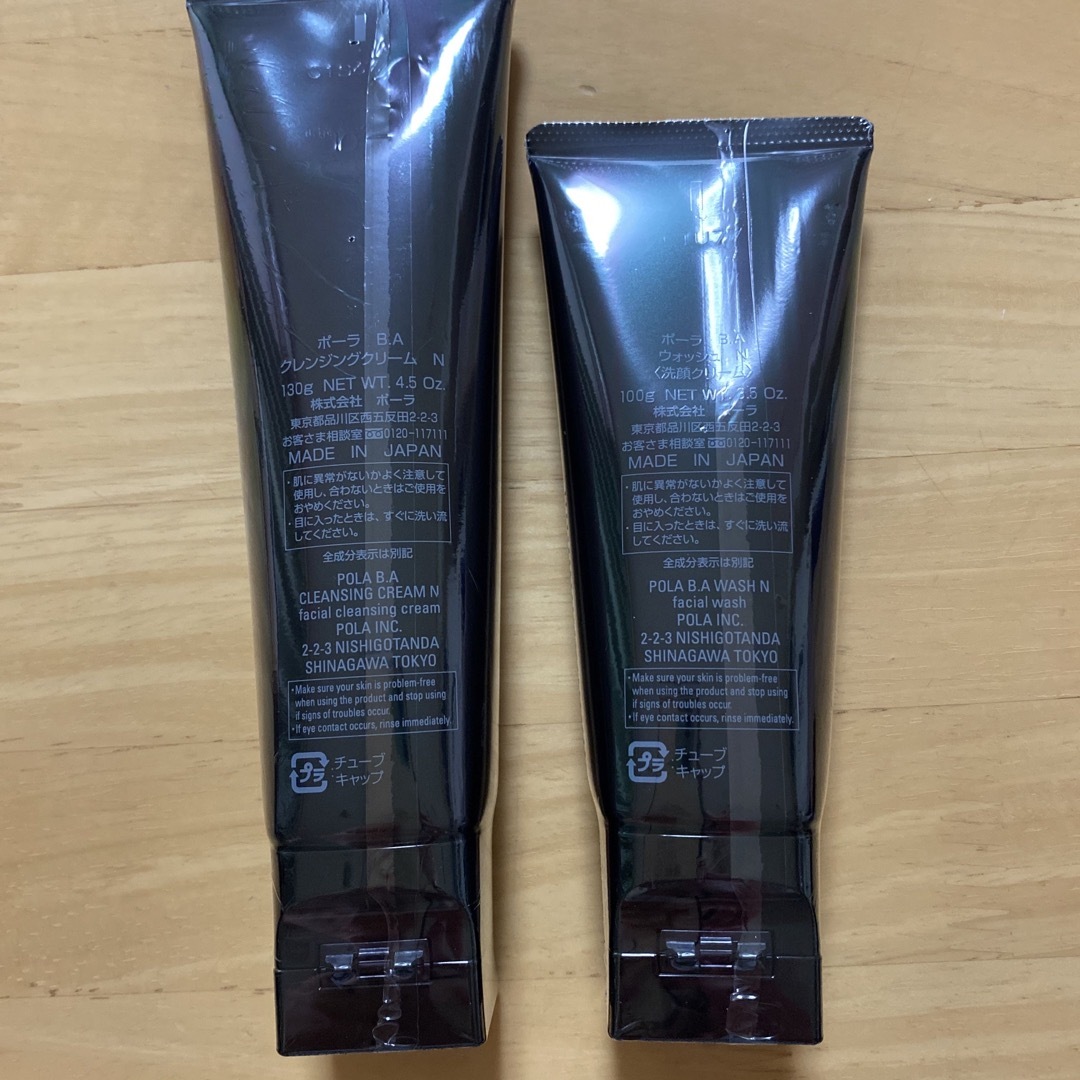 ポーラ B.A
クレンジングクリーム N
130g NET WT. 4.5 Oz.
株式会社 ポーラ
東京都品川区西五反田2-2-3
お客さま相談室 0120-117111
MADE IN JAPAN
・肌に異常がないかよく注意して
使用し、合わないときはご使用を
おやめください。
・目に入ったときは、すぐに洗い流
してください。
全成分表示は別記
POLA B.A
CLEANSING CREAM N
facial cleansing cream
POLA INC.
2-2-3 NISHIGOTANDA
SHINAGAWA TOKYO
・Make sure your skin is problem-free
when using the product and stop using
if signs of troubles occur.
・If eye contact occurs, rinse immediately.
プラ :チューブ
:キャップ
ポーラ B.A
ウォッシュ N
〈洗顔クリーム〉
100g NET WT. 3.5 Oz.
株式会社 ポーラ
東京都品川区西五反田2-2-3
お客さま相談室 0120-117111
MADE IN JAPAN
・肌に異常がないかよく注意して
使用し、合わないときはご使用を
おやめください。
・目に入ったときは、すぐに洗い流
してください。
全成分表示は別記
POLA B.A WASH N
facial wash
POLA INC.
2-2-3 NISHIGOTANDA
SHINAGAWA TOKYO
・Make sure your skin is problem-free
when using the product and stop using
if signs of troubles occur.
・If eye contact occurs, rinse immediately.
プラ :チューブ
:キャップ